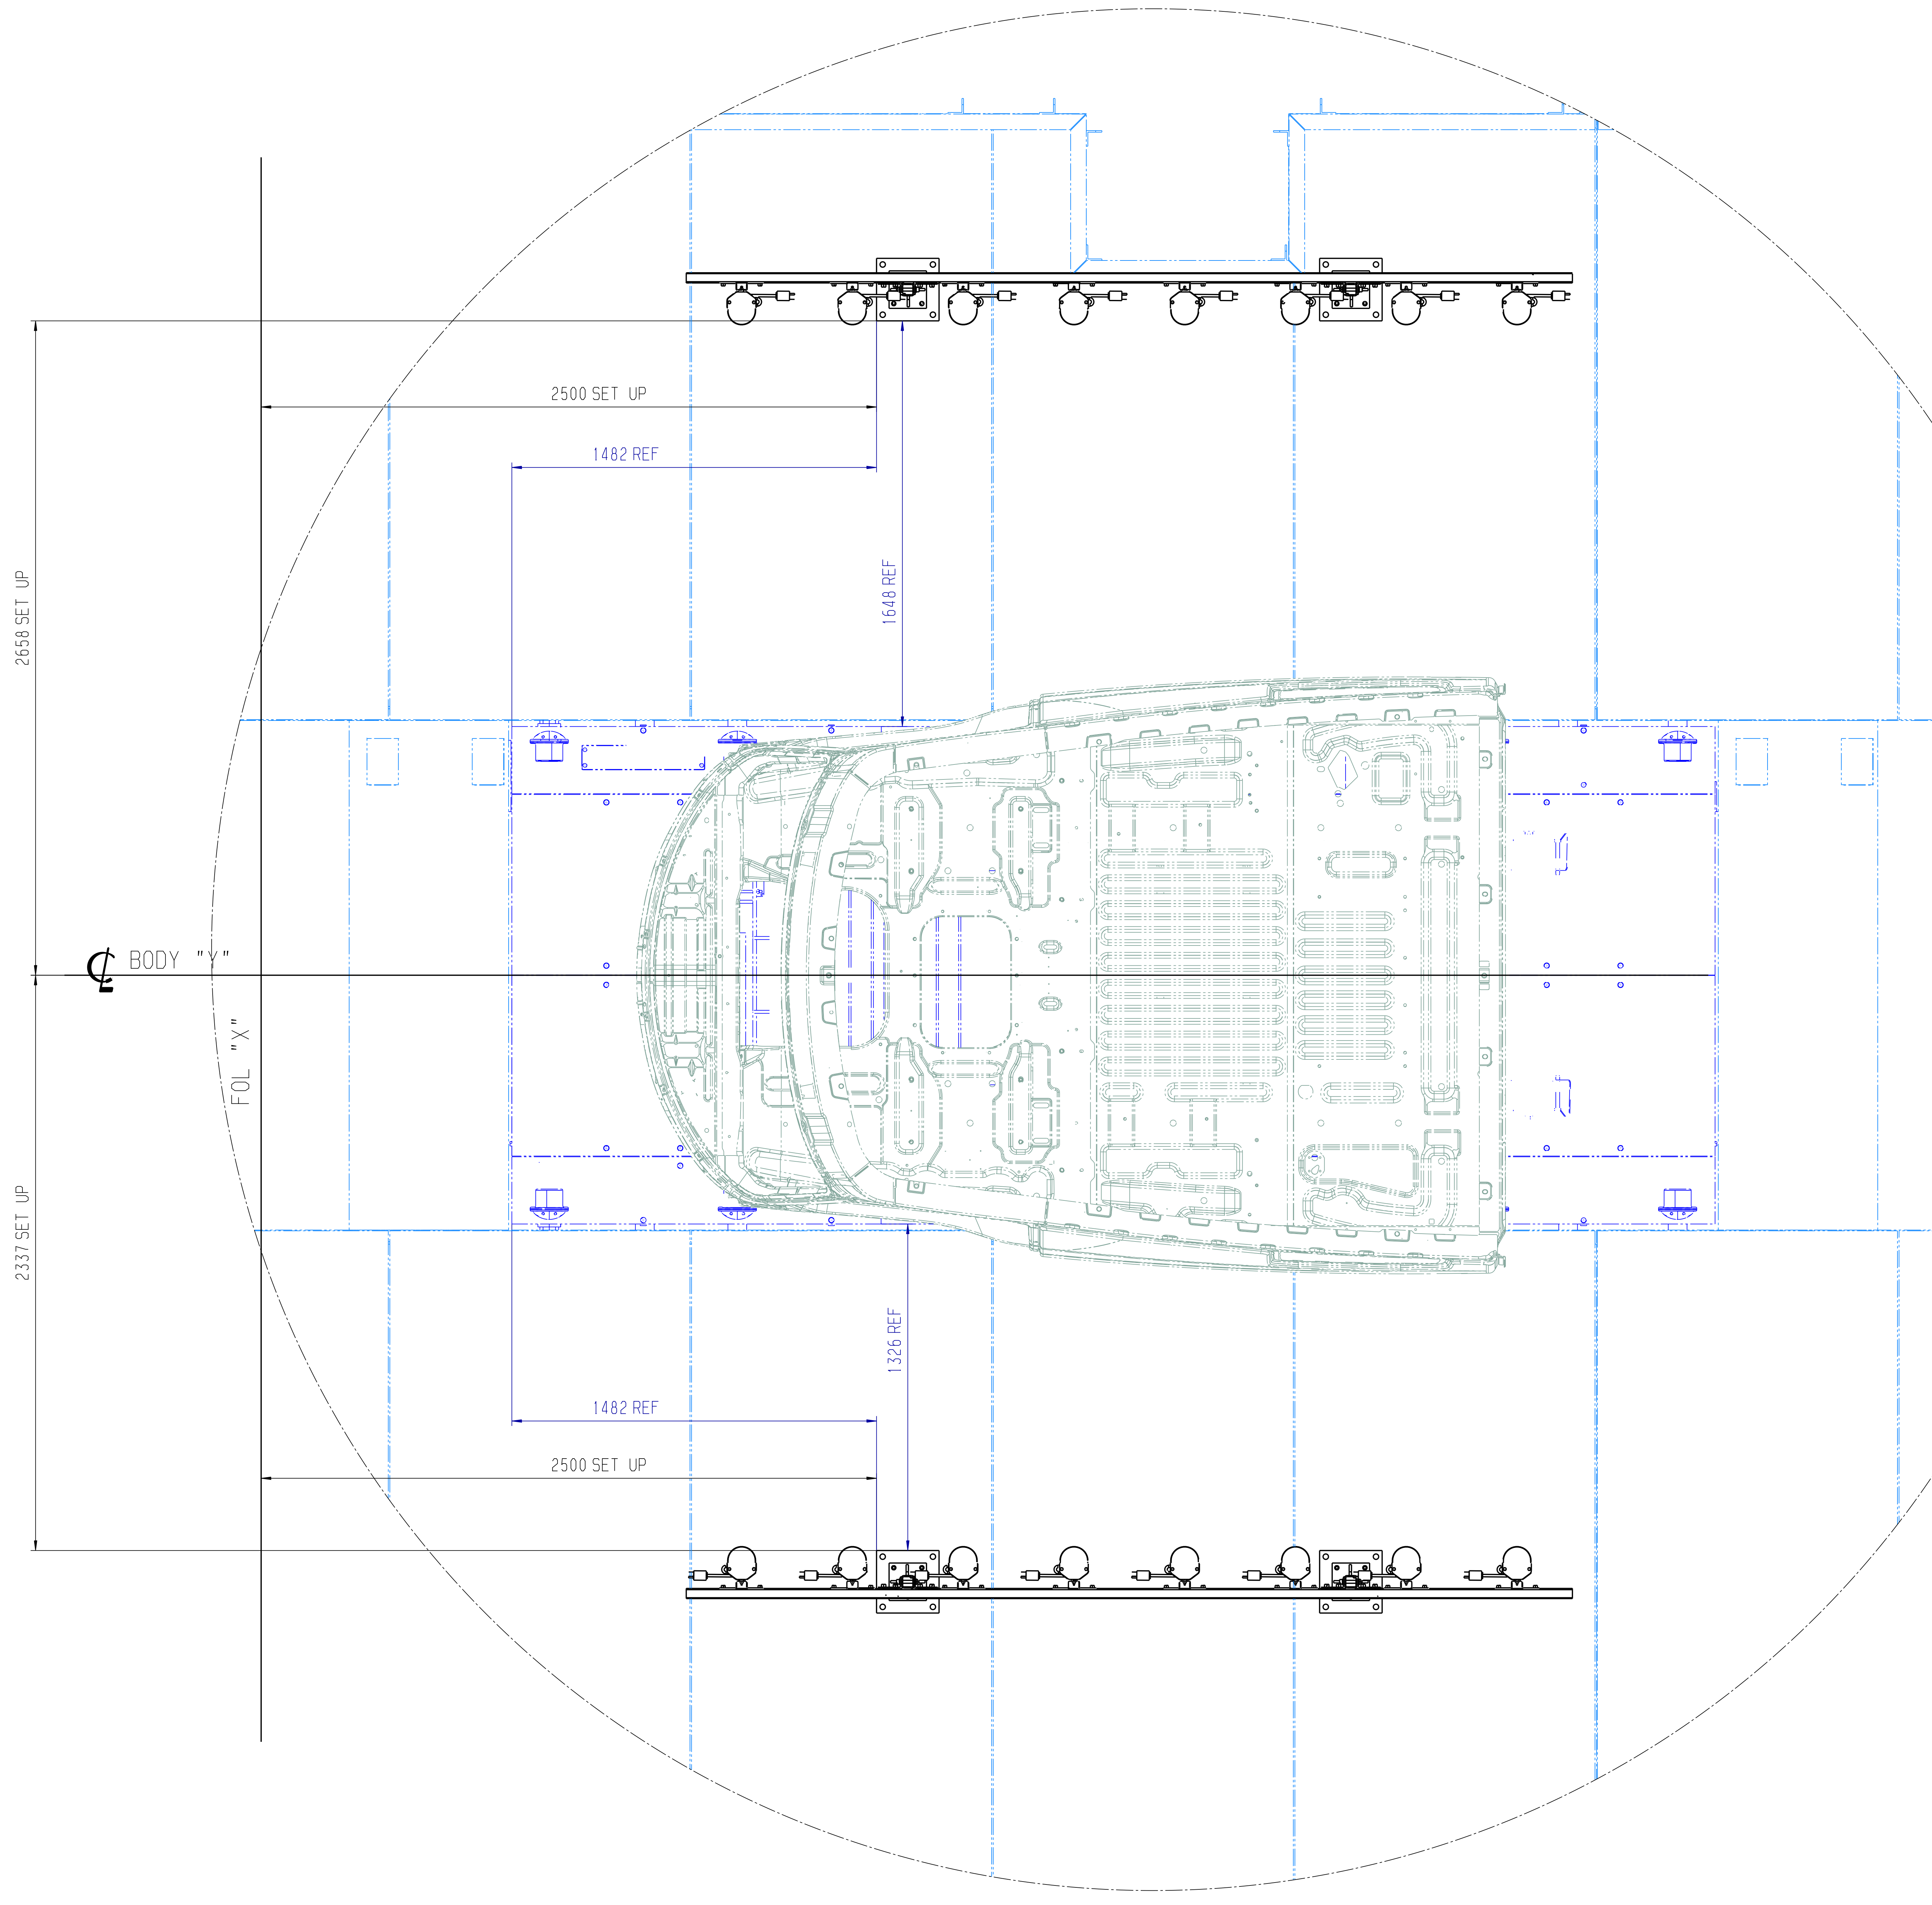 2500 SET UP
1482 REF
1648 REF
2658 SET UP
℄ BODY "Y"
FOL "X"
2337 SET UP
1326 REF
1482 REF
2500 SET UP